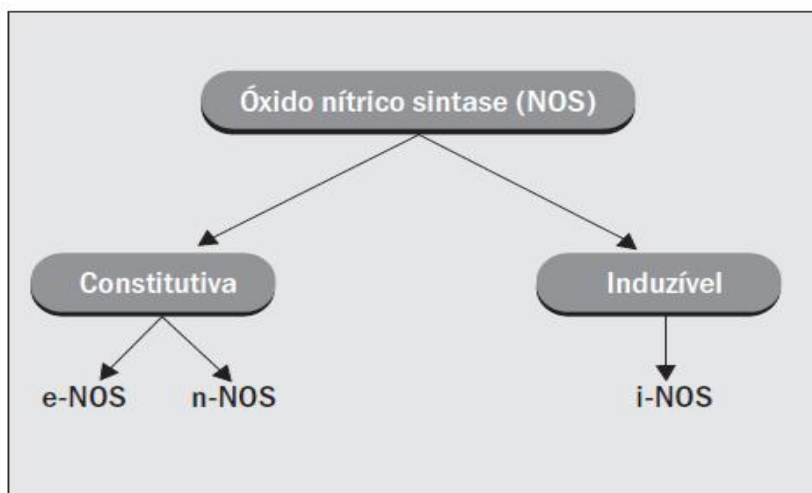 Óxido nítrico sintase (NOS)
Constitutiva
Induzível
e-NOS
n-NOS
i-NOS